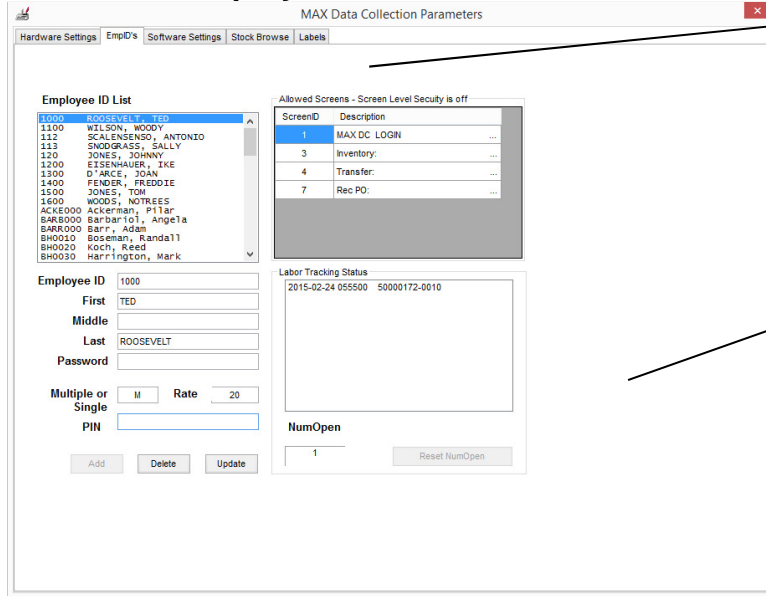 MAX Data Collection Parameters
Hardware Settings EmpID's Software Settings Stock Browse Labels
Employee ID List
1000 ROOSEVELT, TED
1100 WILSON, WOODY
112 SCALENSENSO, ANTONIO
113 SNODGRASS, SALLY
120 JONES, JOHNNY
1200 EISENHAUER, IKE
1300 D'ARCE, JOAN
1400 FENDER, FREDDIE
1500 JONES, TOM
1600 WOODS, NOTREES
ACKE000 Ackerman, Pilar
BARB000 Barbariol, Angela
BARR000 Barr, Adam
BH0010 Boseman, Randall
BH0020 Koch, Reed
BH0030 Harrington, Mark
Allowed Screens - Screen Level Secuity is off
ScreenID Description
1 MAX DC LOGIN ...
3 Inventory: ...
4 Transfer: ...
7 Rec PO: ...
Employee ID 1000
First TED
Middle
Last ROOSEVELT
Password
Multiple or Single M Rate 20
PIN
Add Delete Update
Labor Tracking Status
2015-02-24 055500 50000172-0010
NumOpen
1 Reset NumOpen